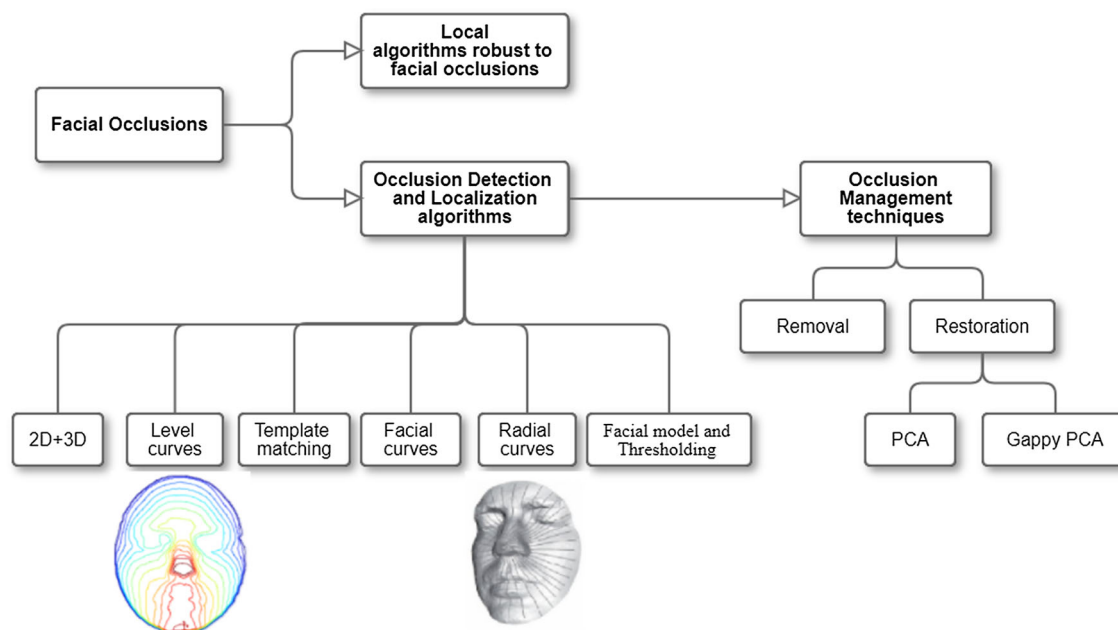 Local
algorithms robust to
facial occlusions
Facial Occlusions
Occlusion Detection
and Localization
algorithms
Occlusion
Management
techniques
Removal
Restoration
2D+3D
Level
curves
Template
matching
Facial
curves
Radial
curves
Facial model and
Thresholding
PCA
Gappy PCA